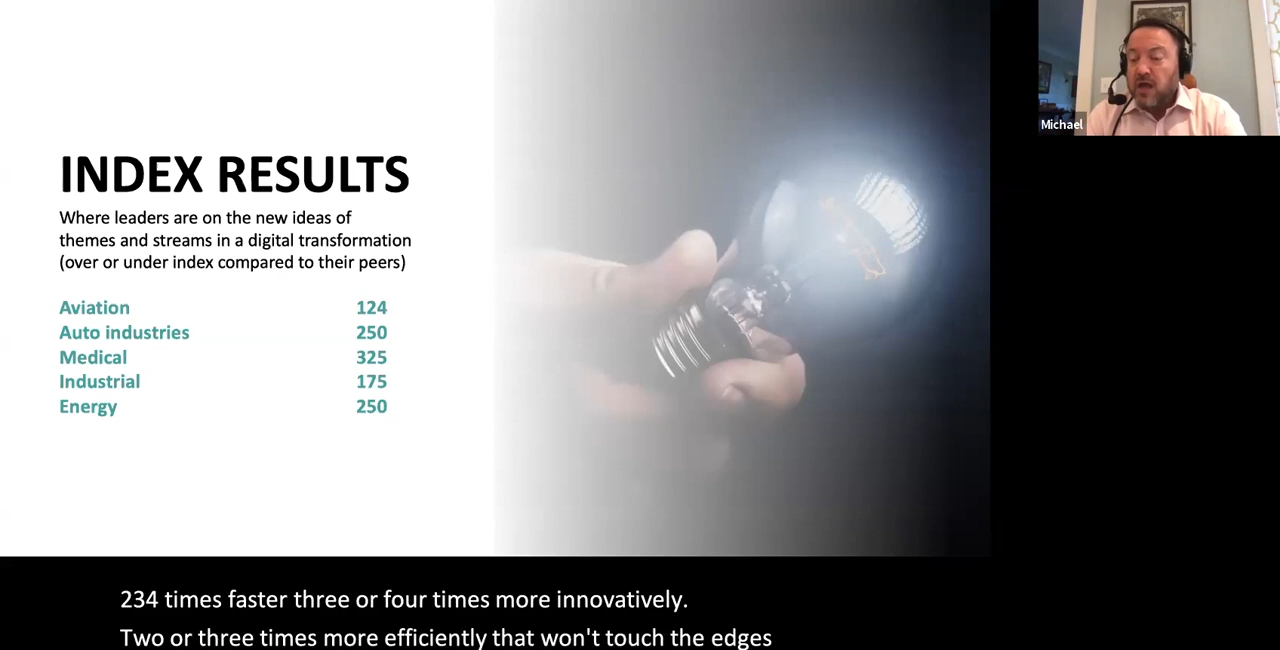 INDEX RESULTS
Where leaders are on the new ideas of
themes and streams in a digital transformation
(over or under index compared to their peers)
Aviation 124
Auto industries 250
Medical 325
Industrial 175
Energy 250
Michael
234 times faster three or four times more innovatively.
Two or three times more efficiently that won't touch the edges